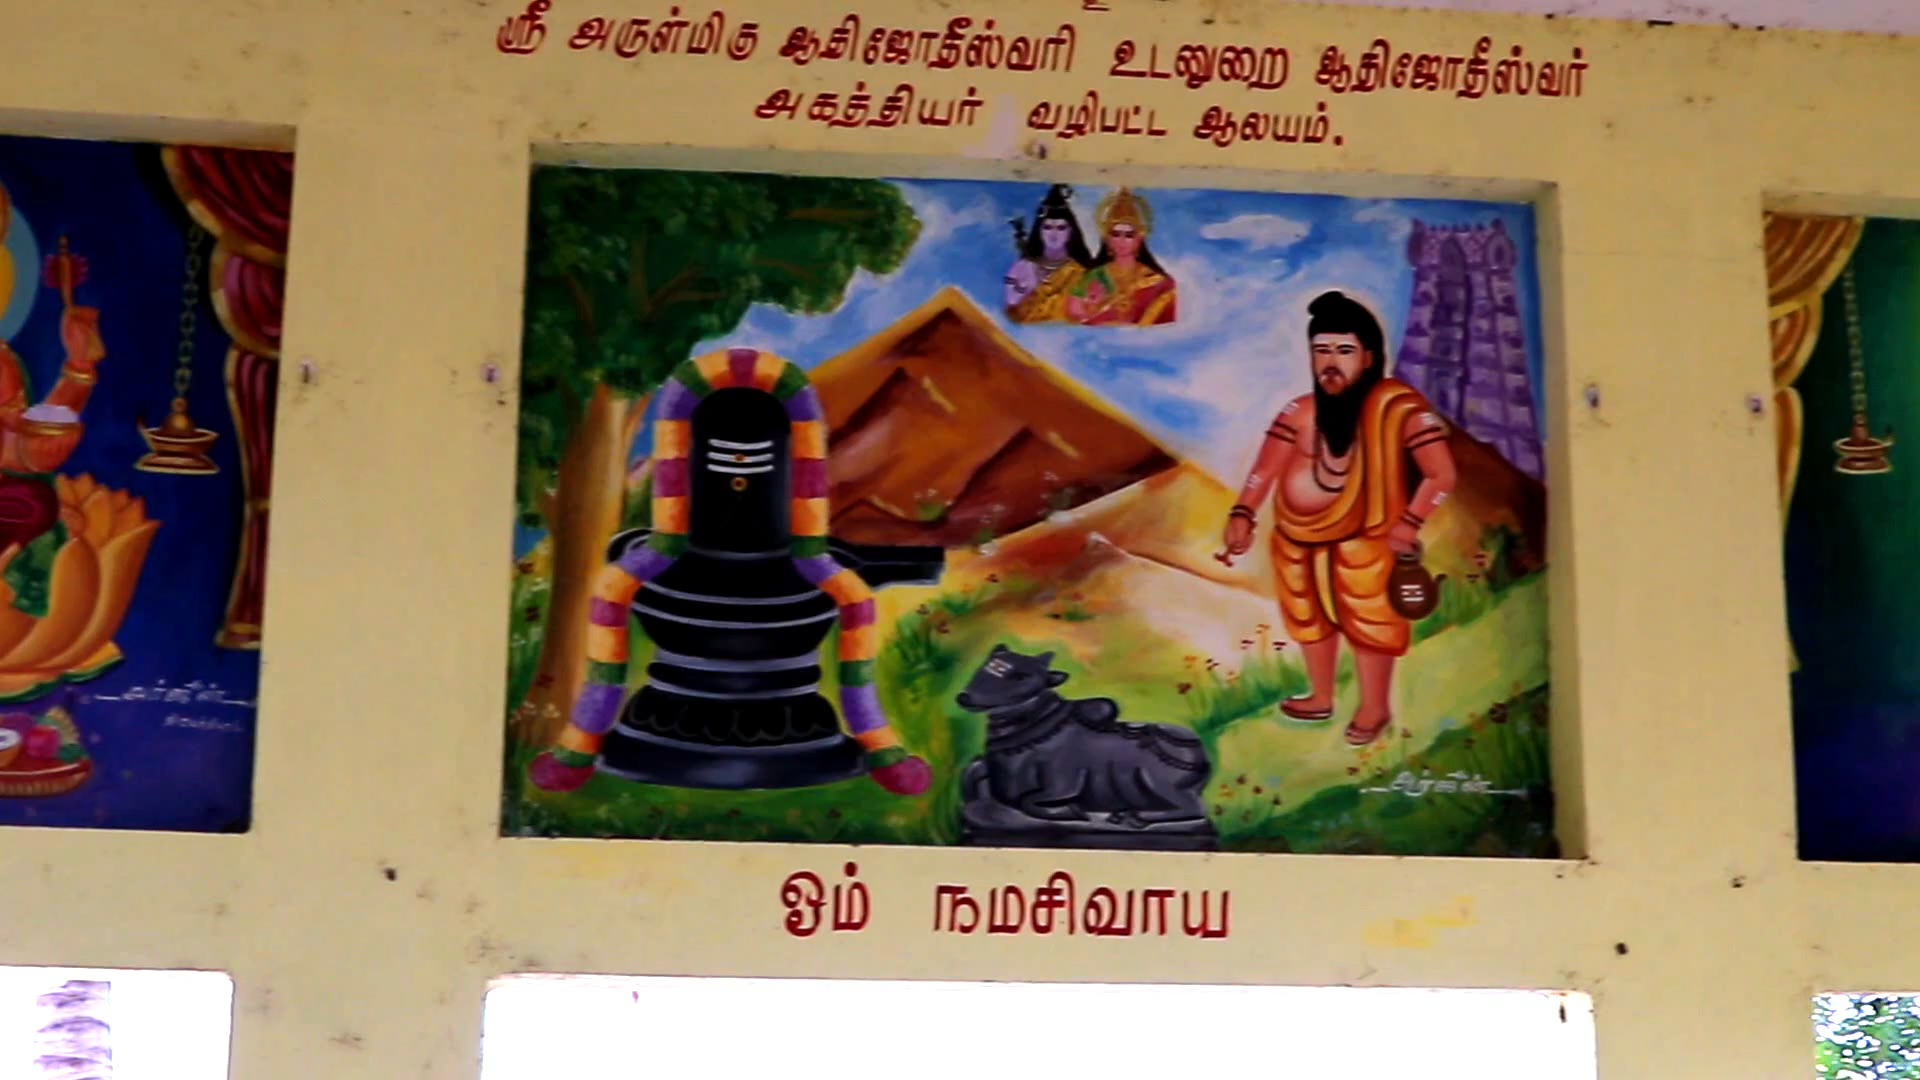 ஸ்ரீ அருள்மிகு ஆதிஜோதீஸ்வரி உடனுறை ஆதிஜோதீஸ்வர்
அகத்தியர் வழிபட்ட ஆலயம்.
ஓம் நமசிவாய